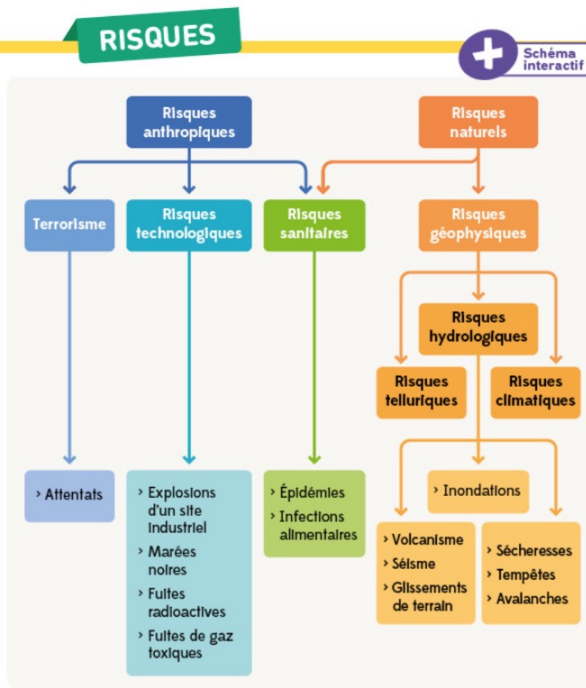 RISQUES
Schéma
interactif
Risques
anthropiques
Risques
naturels
Terrorisme
Risques
technologiques
Risques
sanitaires
Risques
géophysiques
Risques
hydrologiques
Risques
telluriques
Risques
climatiques
› Attentats
› Explosions
d'un site
industriel
› Marées
noires
› Fuites
radioactives
› Fuites de gaz
toxiques
› Épidémies
› Infections
alimentaires
› Inondations
› Volcanisme
› Séisme
› Glissements
de terrain
› Sécheresses
› Tempêtes
› Avalanches